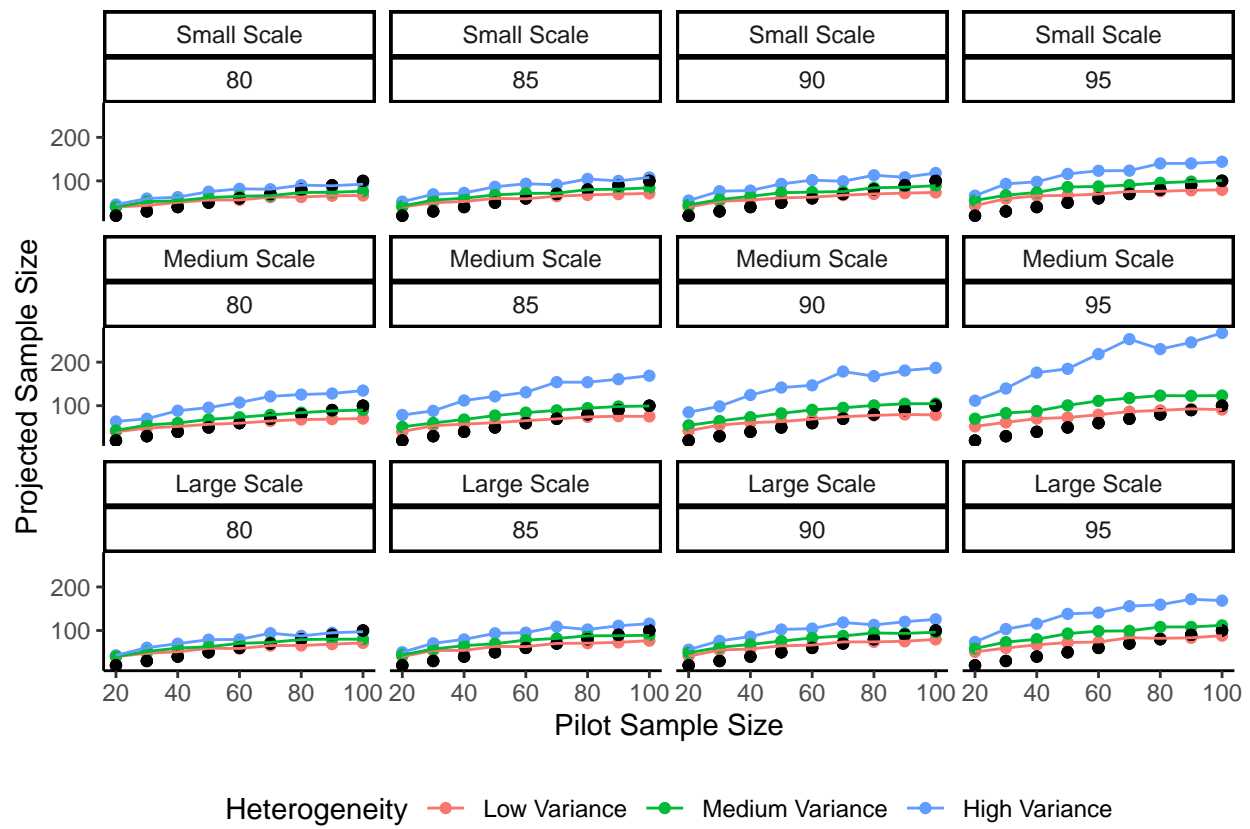 Small Scale Small Scale Small Scale Small Scale
80 85 90 95
200
100
Medium Scale Medium Scale Medium Scale Medium Scale
80 85 90 95
200
100
Large Scale Large Scale Large Scale Large Scale
80 85 90 95
200
100
20 40 60 80 100 20 40 60 80 100 20 40 60 80 100 20 40 60 80 100
Projected Sample Size
Pilot Sample Size
Heterogeneity Low Variance Medium Variance High Variance